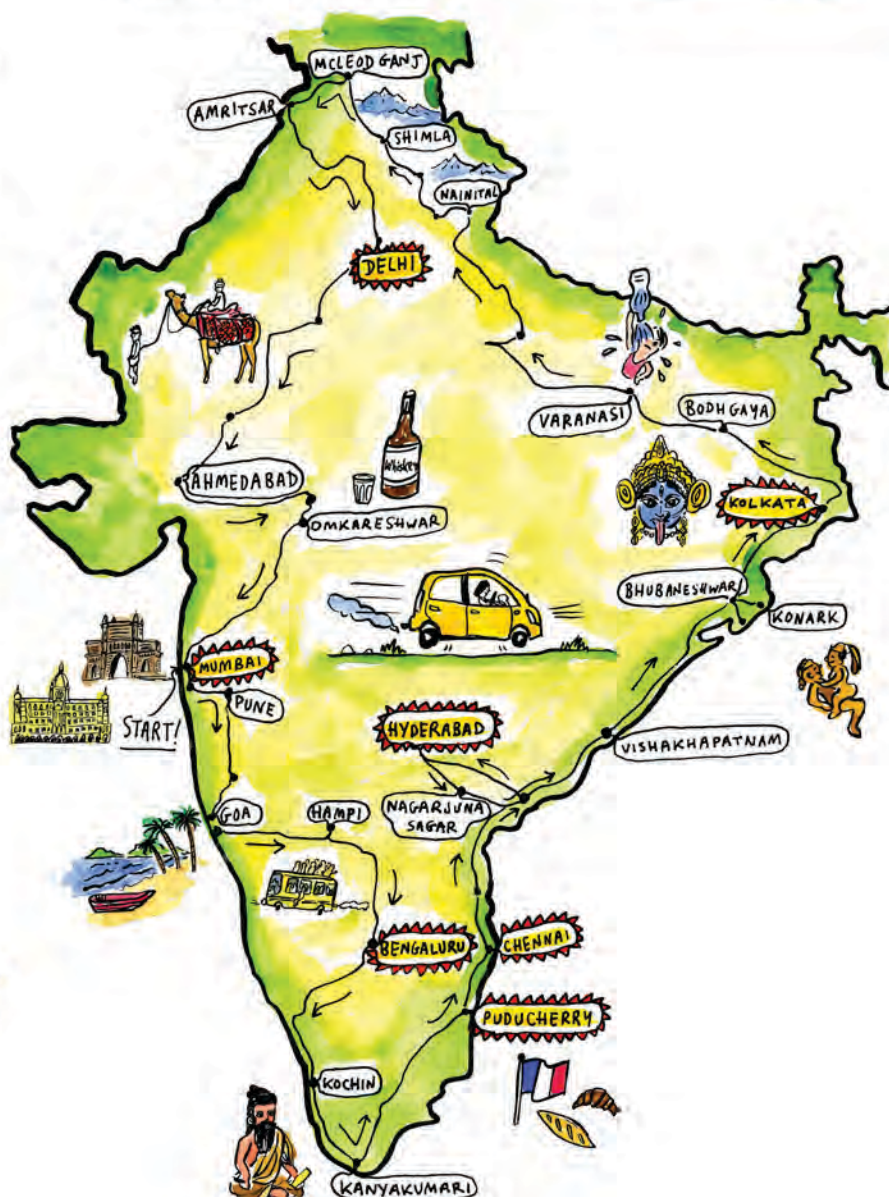 MCLEOD GANJ
AMRITSAR
SHIMLA
NAINITAL
DELHI
VARANASI
BODHGAYA
AHMEDABAD
Whiskey
KOLKATA
OMKARESHWAR
BHUBANESHWAR
KONARK
MUMBAI
PUNE
START!
HYDERABAD
VISHAKHAPATNAM
NAGARJUNA
SAGAR
GOA
HAMPI
BENGALURU
CHENNAI
PUDUCHERRY
KOCHIN
KANYAKUMARI